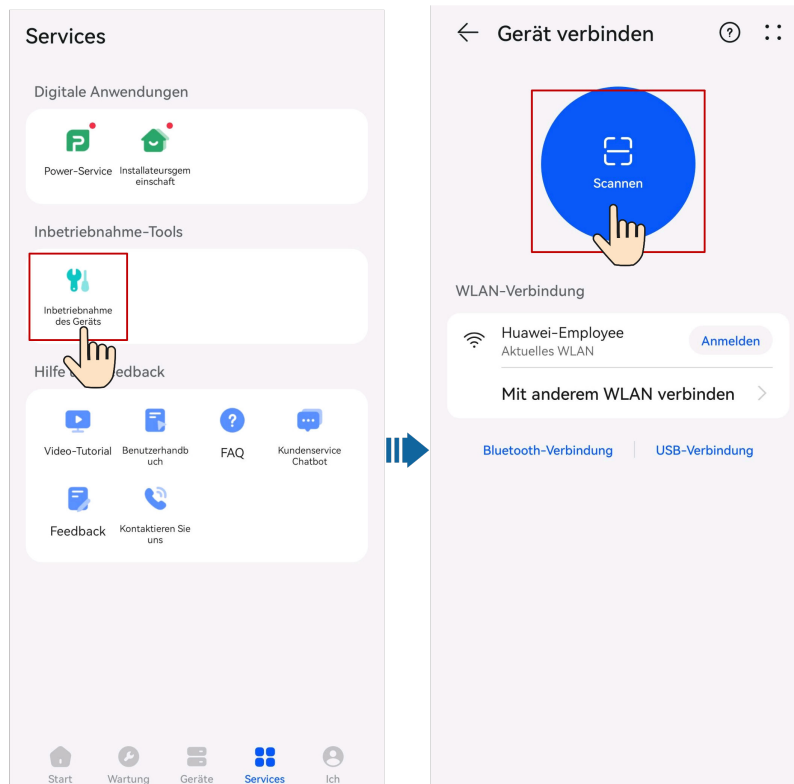 Services
Digitale Anwendungen
Power-Service
Installateursgem
einschaft
Inbetriebnahme-Tools
Inbetriebnahme
des Geräts
Hilfe edback
Video-Tutorial
Benutzerhandb
uch
FAQ
Kundenservice
Chatbot
Feedback
Kontaktieren Sie
uns
Start
Wartung
Geräte
Services
Ich
Gerät verbinden
Scannen
WLAN-Verbindung
Huawei-Employee
Aktuelles WLAN
Anmelden
Mit anderem WLAN verbinden
Bluetooth-Verbindung
USB-Verbindung